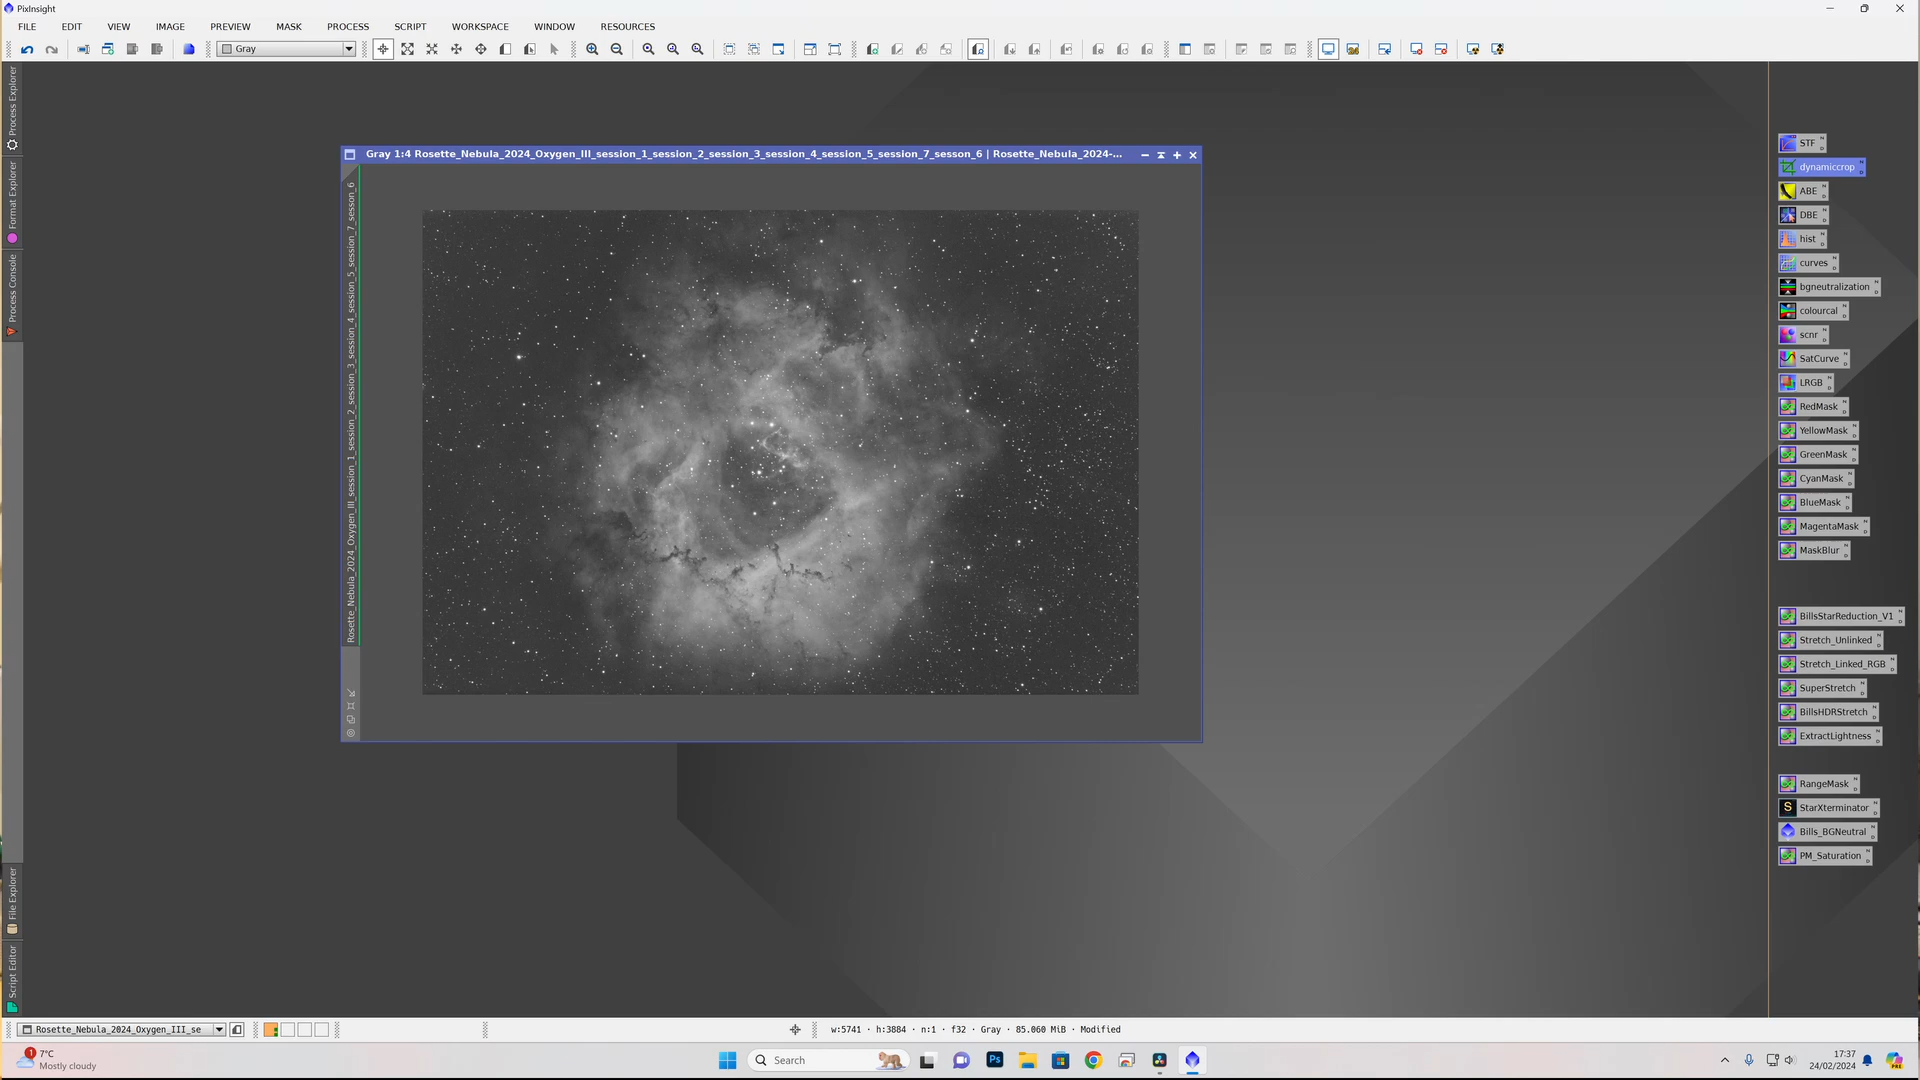 PixInsight
FILE EDIT VIEW IMAGE PREVIEW MASK PROCESS SCRIPT WORKSPACE WINDOW RESOURCES
Gray
Process Explorer
Format Explorer
Process Console
File Explorer
Script Editor
Gray 1:4 Rosette_Nebula_2024_Oxygen_III_session_1_session_2_session_3_session_4_session_5_session_7_sesson_6 | Rosette_Nebula_2024-...
Rosette_Nebula_2024_Oxygen_III_session_1_session_2_session_3_session_4_session_5_session_7_sesson_6
STF
dynamiccrop
ABE
DBE
hist
curves
bgneutralization
colourcal
scnr
SatCurve
LRGB
RedMask
YellowMask
GreenMask
CyanMask
BlueMask
MagentaMask
MaskBlur
BillsStarReduction_V1
Stretch_Unlinked
Stretch_Linked_RGB
SuperStretch
BillsHDRStretch
ExtractLightness
RangeMask
S StarXterminator
Bills_BGNeutral
PM_Saturation
Rosette_Nebula_2024_Oxygen_III_se
w:5741 · h:3884 · n:1 · f32 · Gray · 85.060 MiB · Modified
1
7°C
Mostly cloudy
Search
Ps
17:37
24/02/2024
PRE